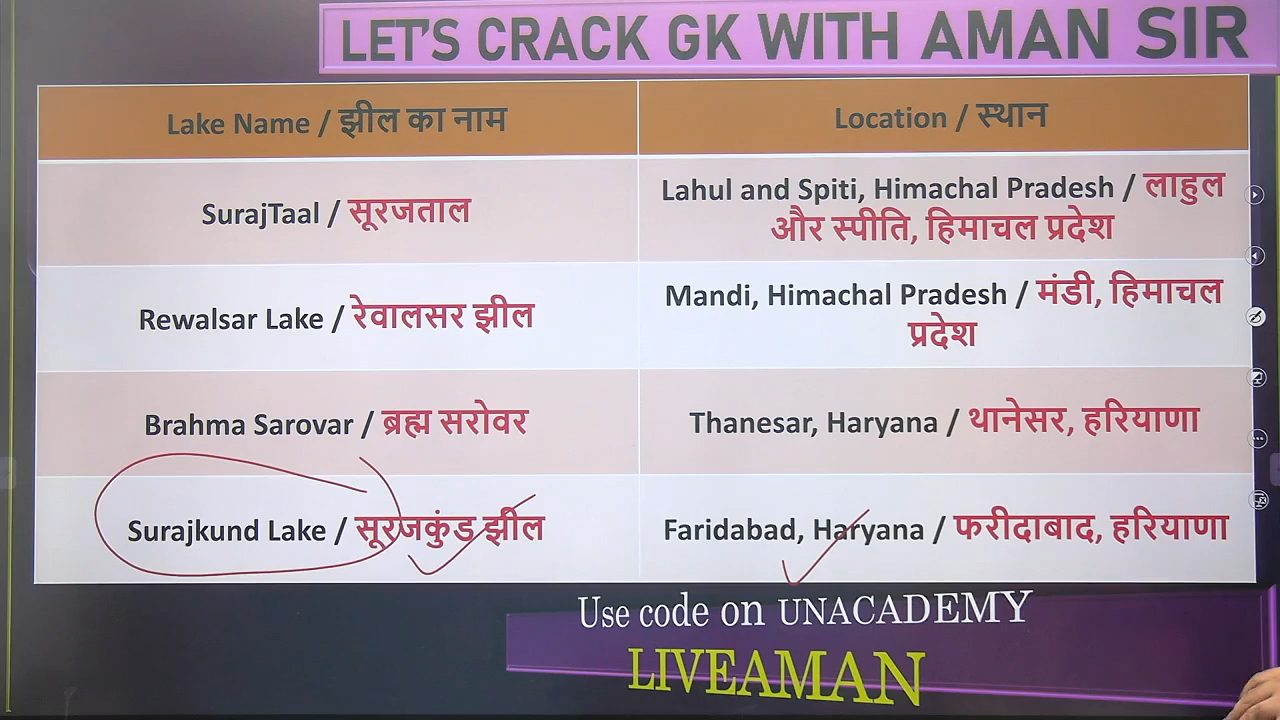 LET'S CRACK GK WITH AMAN SIR
Lake Name / झील का नाम
Location / स्थान
SurajTaal / सूरजताल
Lahul and Spiti, Himachal Pradesh / लाहुल
और स्पीति, हिमाचल प्रदेश
Rewalsar Lake / रेवालसर झील
Mandi, Himachal Pradesh / मंडी, हिमाचल
प्रदेश
Brahma Sarovar / ब्रह्म सरोवर
Thanesar, Haryana / थानेसर, हरियाणा
Surajkund Lake / सूरजकुंड झील
Faridabad, Haryana / फरीदाबाद, हरियाणा
Use code on UNACADEMY
LIVEAMAN